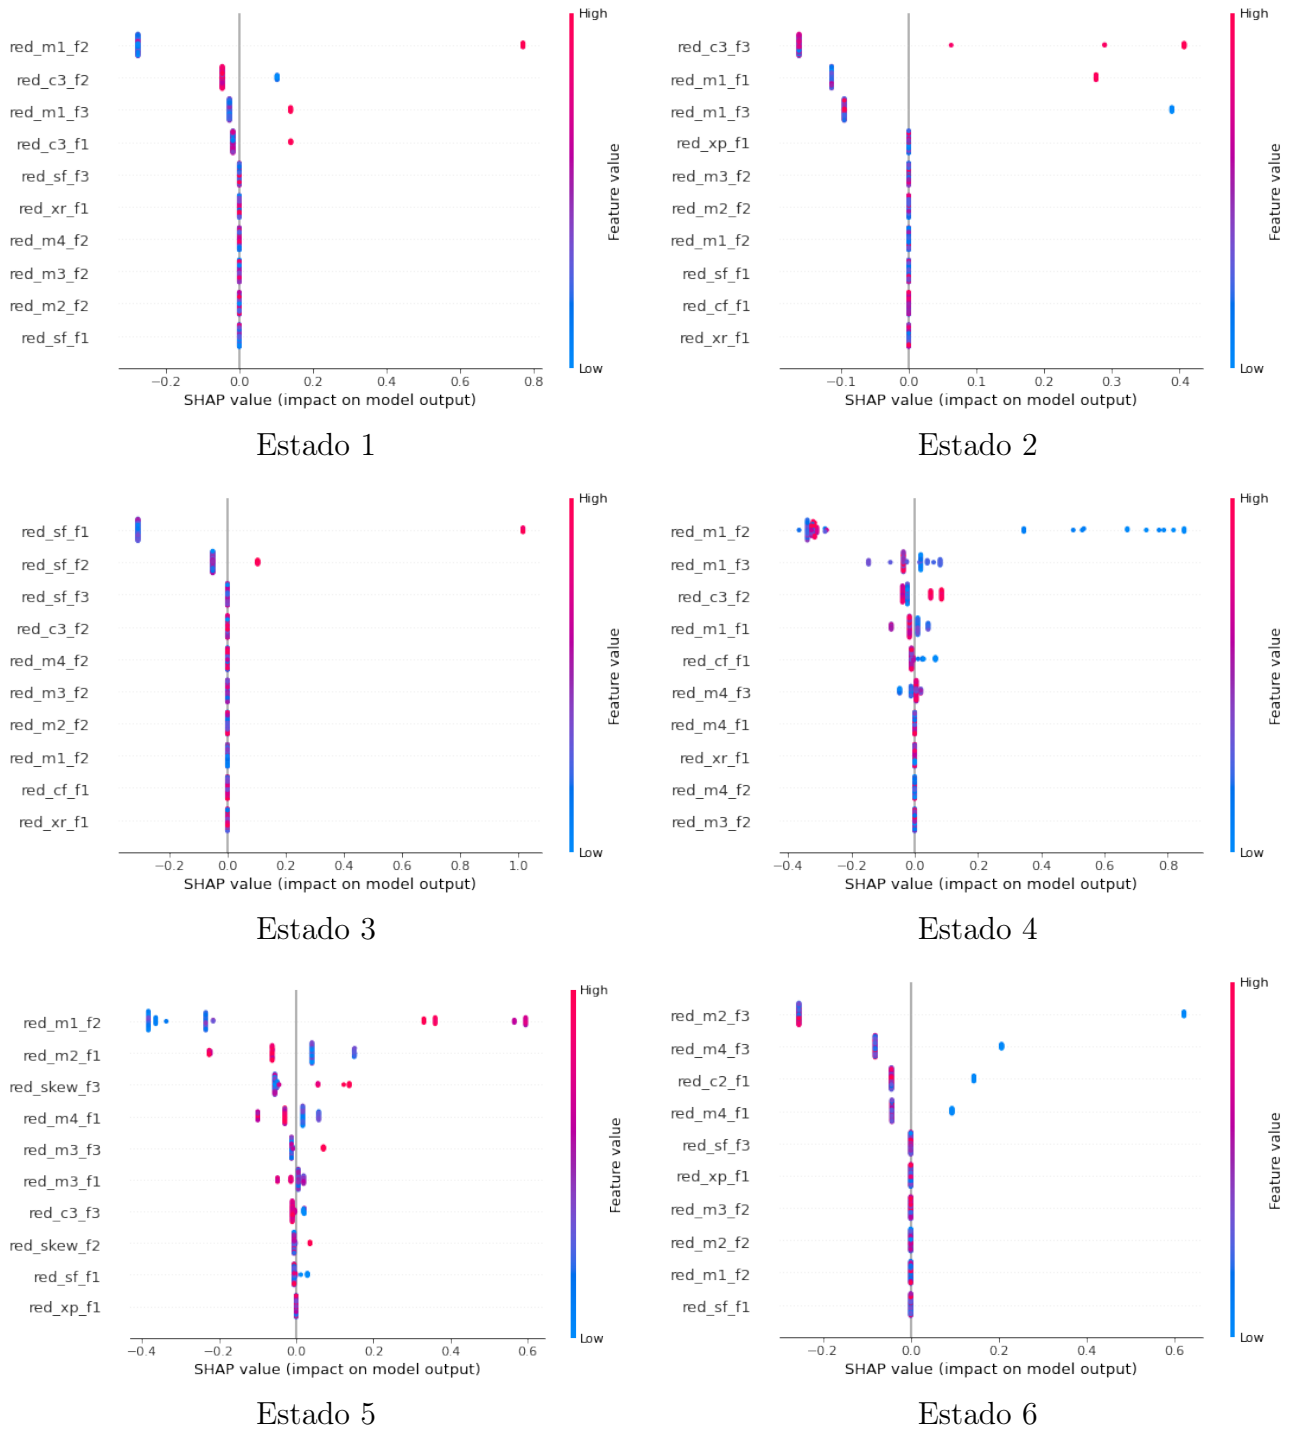 red_m1_f2
red_c3_f2
red_m1_f3
red_c3_f1
red_sf_f3
red_xr_f1
red_m4_f2
red_m3_f2
red_m2_f2
red_sf_f1
−0.2 0.0 0.2 0.4 0.6 0.8
SHAP value (impact on model output)
High
Feature value
Low
Estado 1
red_c3_f3
red_m1_f1
red_m1_f3
red_xp_f1
red_m3_f2
red_m2_f2
red_m1_f2
red_sf_f1
red_cf_f1
red_xr_f1
−0.1 0.0 0.1 0.2 0.3 0.4
SHAP value (impact on model output)
High
Feature value
Low
Estado 2
red_sf_f1
red_sf_f2
red_sf_f3
red_c3_f2
red_m4_f2
red_m3_f2
red_m2_f2
red_m1_f2
red_cf_f1
red_xr_f1
−0.2 0.0 0.2 0.4 0.6 0.8 1.0
SHAP value (impact on model output)
High
Feature value
Low
Estado 3
red_m1_f2
red_m1_f3
red_c3_f2
red_m1_f1
red_cf_f1
red_m4_f3
red_m4_f1
red_xr_f1
red_m4_f2
red_m3_f2
−0.4 −0.2 0.0 0.2 0.4 0.6 0.8
SHAP value (impact on model output)
High
Feature value
Low
Estado 4
red_m1_f2
red_m2_f1
red_skew_f3
red_m4_f1
red_m3_f3
red_m3_f1
red_c3_f3
red_skew_f2
red_sf_f1
red_xp_f1
−0.4 −0.2 0.0 0.2 0.4 0.6
SHAP value (impact on model output)
High
Feature value
Low
Estado 5
red_m2_f3
red_m4_f3
red_c2_f1
red_m4_f1
red_sf_f3
red_xp_f1
red_m3_f2
red_m2_f2
red_m1_f2
red_sf_f1
−0.2 0.0 0.2 0.4 0.6
SHAP value (impact on model output)
High
Feature value
Low
Estado 6